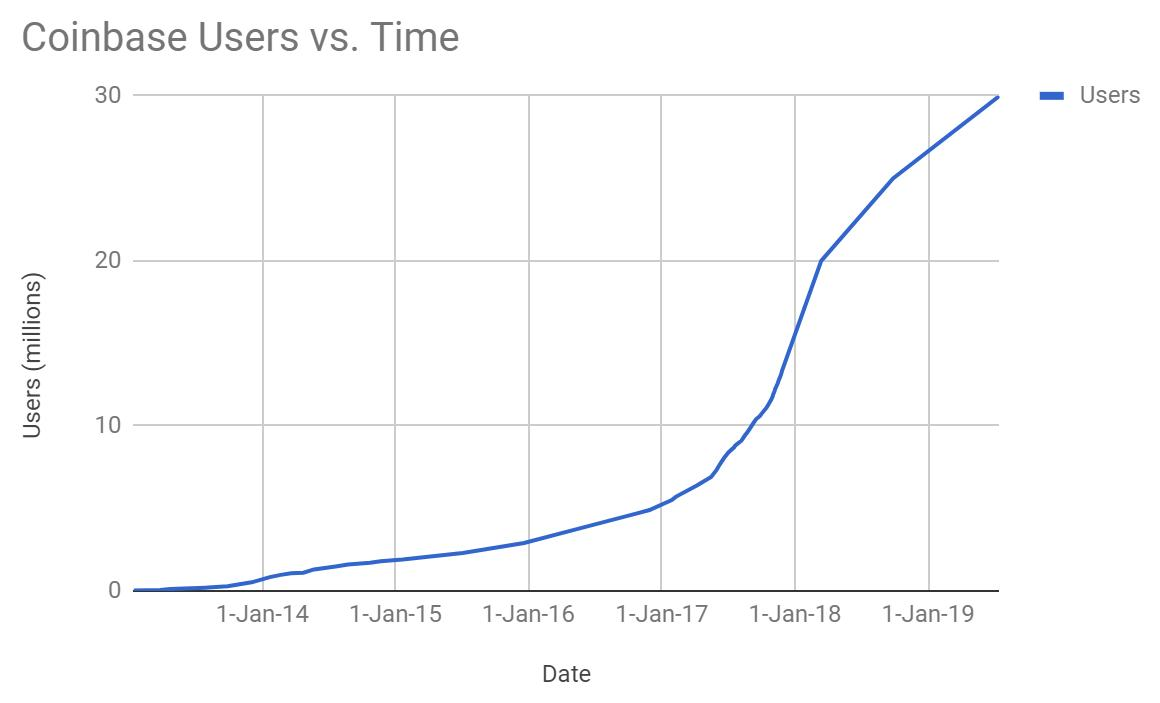 Coinbase Users vs. Time
30
20
10
0
Users (millions)
1-Jan-14
1-Jan-15
1-Jan-16
1-Jan-17
1-Jan-18
1-Jan-19
Date
Users